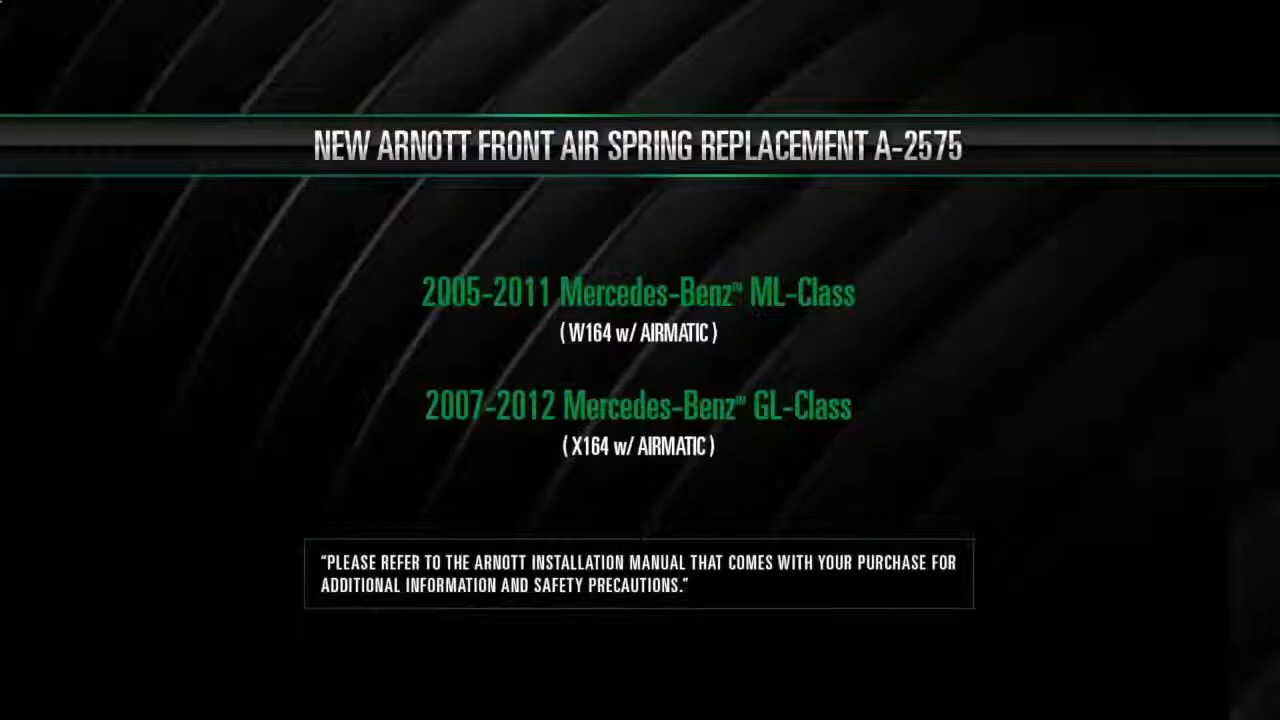 NEW ARNOTT FRONT AIR SPRING REPLACEMENT A-2575
2005-2011 Mercedes-Benz™ ML-Class
( W164 w/ AIRMATIC )
2007-2012 Mercedes-Benz™ GL-Class
( X164 w/ AIRMATIC )
“PLEASE REFER TO THE ARNOTT INSTALLATION MANUAL THAT COMES WITH YOUR PURCHASE FOR
ADDITIONAL INFORMATION AND SAFETY PRECAUTIONS.”